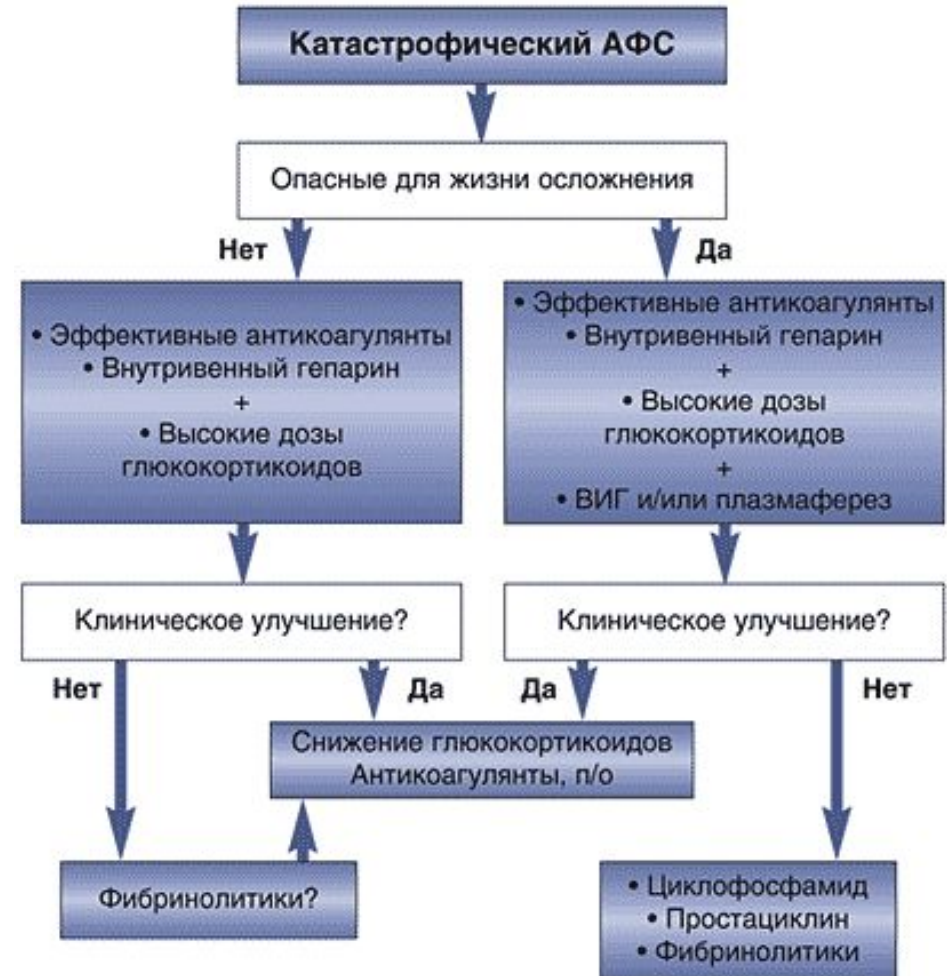 Катастрофический АФС
Опасные для жизни осложнения
Нет
Да
• Эффективные антикоагулянты
• Внутривенный гепарин
+
• Высокие дозы
глюкокортикоидов
• Эффективные антикоагулянты
• Внутривенный гепарин
+
• Высокие дозы
глюкокортикоидов
+
• ВИГ и/или плазмаферез
Клиническое улучшение?
Клиническое улучшение?
Нет
Да
Да
Нет
Снижение глюкокортикоидов
Антикоагулянты, п/о
Фибринолитики?
• Циклофосфамид
• Простациклин
• Фибринолитики